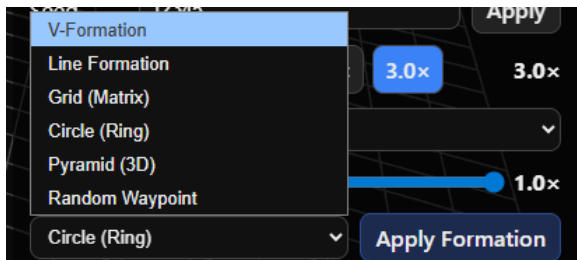 V-Formation
Apply
Line Formation
3.0×
3.0×
Grid (Matrix)
Circle (Ring)
Pyramid (3D)
1.0×
Random Waypoint
Circle (Ring)
Apply Formation